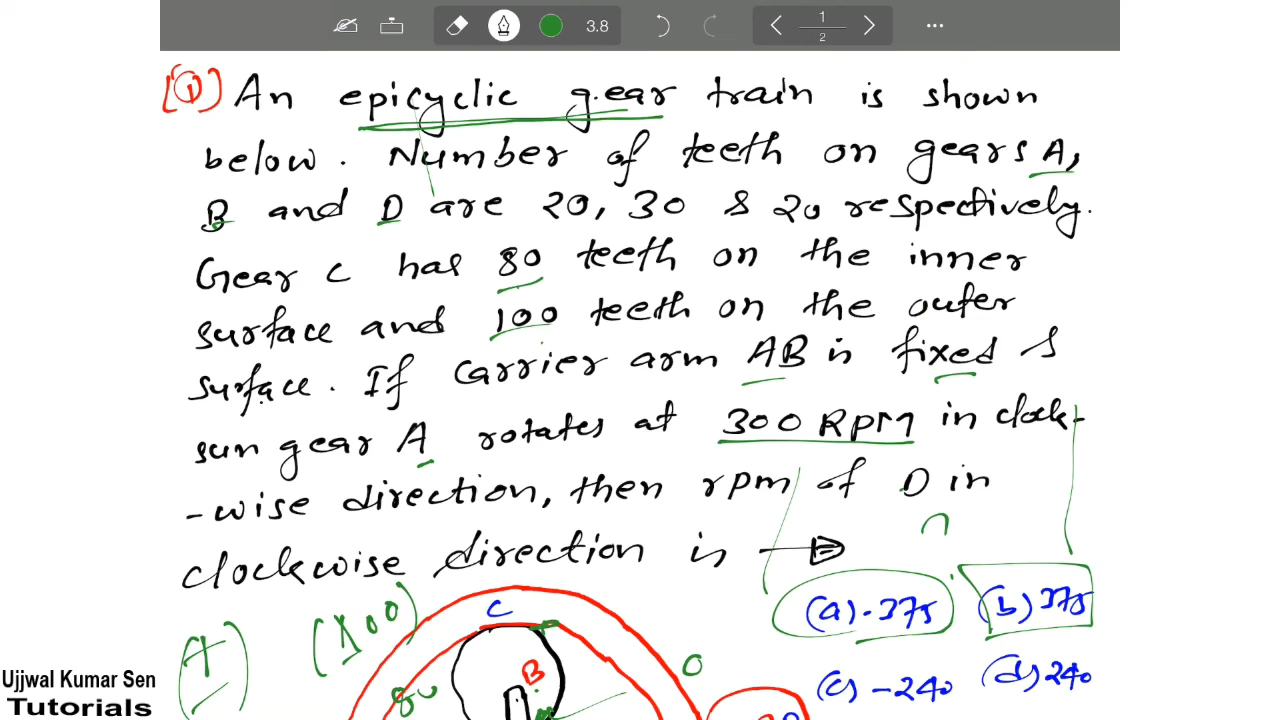 3.8
1
2
[1] An epicyclic gear train is shown
below. Number of teeth on gears A,
B and D are 20, 30 & 20 respectively.
Gear C has 80 teeth on the inner
surface and 100 teeth on the outer
surface. If carrier arm AB is fixed &
sun gear A rotates at 300 RPM in clock-
-wise direction, then rpm of D in
clockwise direction is
(a) -375 (b) 375
(c) -240 (d) 240
C
B
80
Ujjwal Kumar Sen
Tutorials